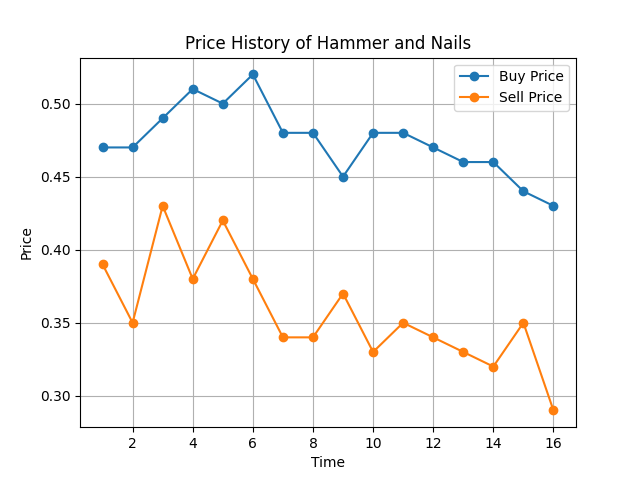 Price History of Hammer and Nails
Buy Price
Sell Price
Price
0.50
0.45
0.40
0.35
0.30
2 4 6 8 10 12 14 16
Time